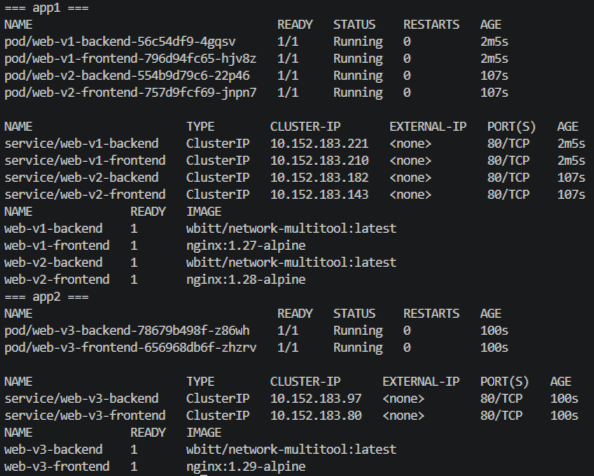 === app1 ===
NAME READY STATUS RESTARTS AGE
pod/web-v1-backend-56c54df9-4gqsv 1/1 Running 0 2m5s
pod/web-v1-frontend-796d94fc65-hjv8z 1/1 Running 0 2m5s
pod/web-v2-backend-554b9d79c6-22p46 1/1 Running 0 107s
pod/web-v2-frontend-757d9fcf69-jnpn7 1/1 Running 0 107s
NAME TYPE CLUSTER-IP EXTERNAL-IP PORT(S) AGE
service/web-v1-backend ClusterIP 10.152.183.221 <none> 80/TCP 2m5s
service/web-v1-frontend ClusterIP 10.152.183.210 <none> 80/TCP 2m5s
service/web-v2-backend ClusterIP 10.152.183.182 <none> 80/TCP 107s
service/web-v2-frontend ClusterIP 10.152.183.143 <none> 80/TCP 107s
NAME READY IMAGE
web-v1-backend 1 wbitt/network-multitool:latest
web-v1-frontend 1 nginx:1.27-alpine
web-v2-backend 1 wbitt/network-multitool:latest
web-v2-frontend 1 nginx:1.28-alpine
=== app2 ===
NAME READY STATUS RESTARTS AGE
pod/web-v3-backend-78679b498f-z86wh 1/1 Running 0 100s
pod/web-v3-frontend-656968db6f-zhzrv 1/1 Running 0 100s
NAME TYPE CLUSTER-IP EXTERNAL-IP PORT(S) AGE
service/web-v3-backend ClusterIP 10.152.183.97 <none> 80/TCP 100s
service/web-v3-frontend ClusterIP 10.152.183.80 <none> 80/TCP 100s
NAME READY IMAGE
web-v3-backend 1 wbitt/network-multitool:latest
web-v3-frontend 1 nginx:1.29-alpine